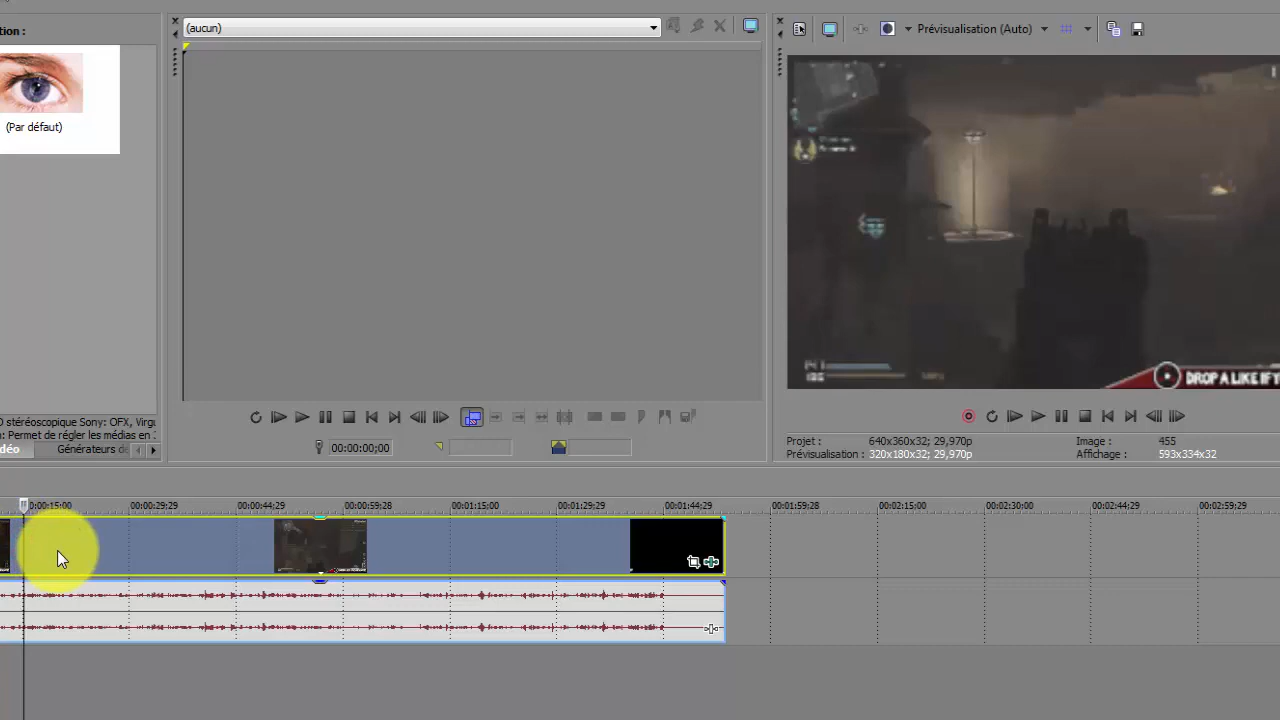 tion :
(Par défaut)
O stéréoscopique Sony: OFX, Virgu
n: Permet de régler les médias en
déo
Générateurs de
(aucun)
00:00:00;00
Prévisualisation (Auto)
DROP A LIKE IF Y
Projet :
640x360x32; 29,970p
Image :
455
Prévisualisation :
320x180x32; 29,970p
Affichage :
593x334x32
0:00:15:00
00:00:29;29
00:00:44;29
00:00:59;28
00:01:15:00
00:01:29;29
00:01:44;29
00:01:59;28
00:02:15:00
00:02:29;29
00:02:44;29
00:02:59;29